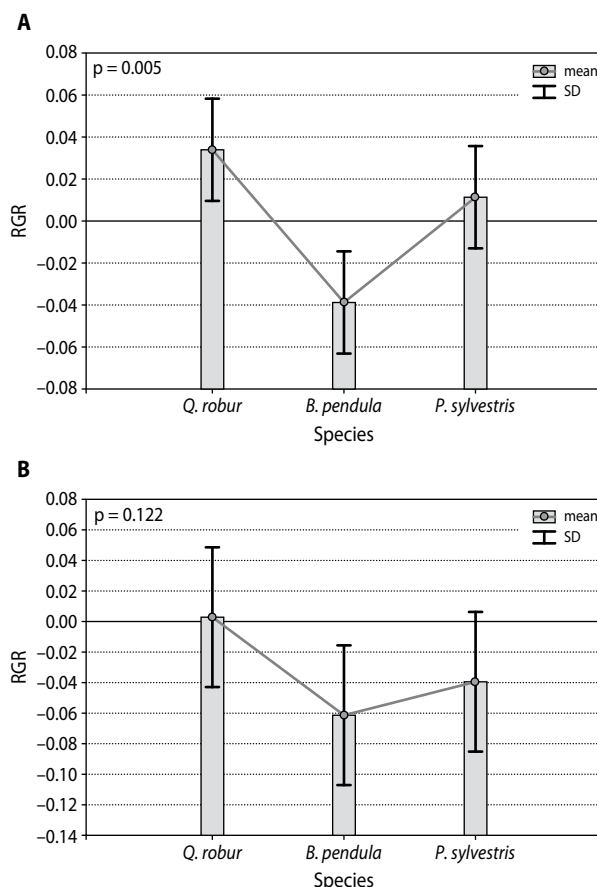 A
0.08
p = 0.005
mean
SD
0.06
0.04
0.02
0.00
−0.02
−0.04
−0.06
−0.08
RGR
Q. robur B. pendula P. sylvestris
Species
B
0.08
p = 0.122
mean
SD
0.06
0.04
0.02
0.00
−0.02
−0.04
−0.06
−0.08
−0.10
−0.12
−0.14
RGR
Q. robur B. pendula P. sylvestris
Species